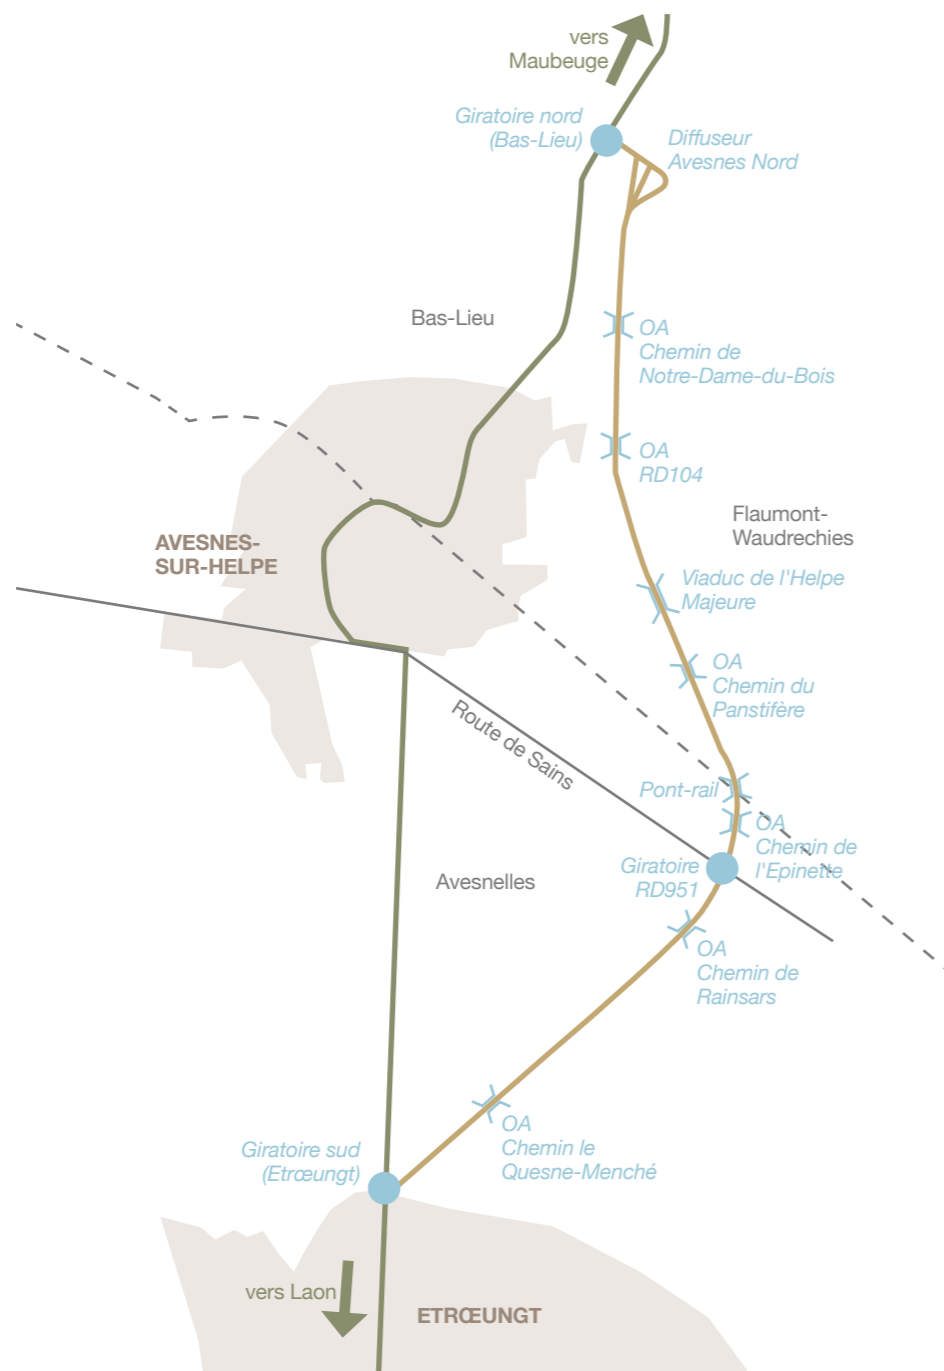 vers
Maubeuge
Giratoire nord
(Bas-Lieu)
Diffuseur
Avesnes Nord
Bas-Lieu
OA
Chemin de
Notre-Dame-du-Bois
OA
RD104
Flaumont-
Waudrechies
AVESNES-
SUR-HELPE
Viaduc de l'Helpe
Majeure
OA
Chemin du
Panstifère
Route de Sains
Pont-rail
OA
Chemin de
l'Epinette
Giratoire
RD951
Avesnelles
OA
Chemin de
Rainsars
OA
Chemin le
Quesne-Menché
Giratoire sud
(Etrœungt)
vers Laon
ETRŒUNGT